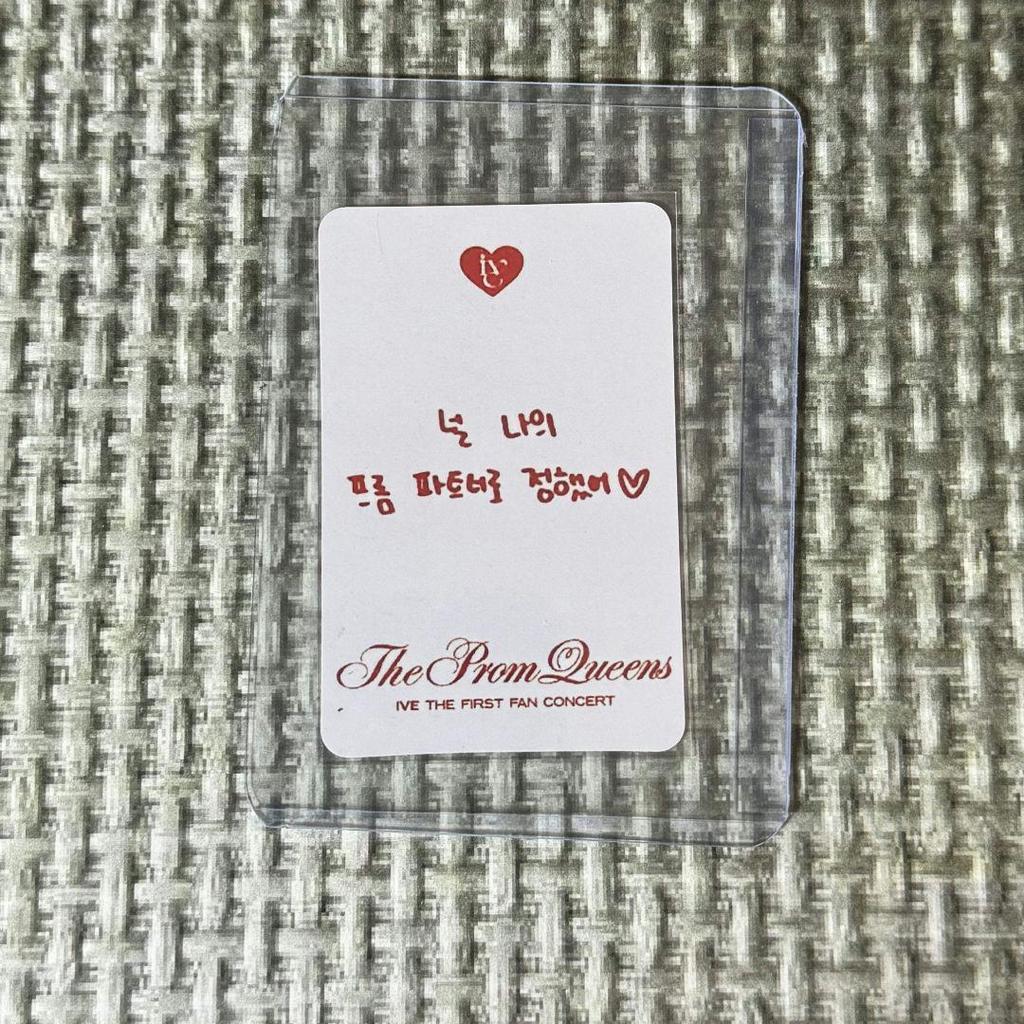 IVE
널 나의
프롬 파트너로 정했어♡
The Prom Queens
IVE THE FIRST FAN CONCERT